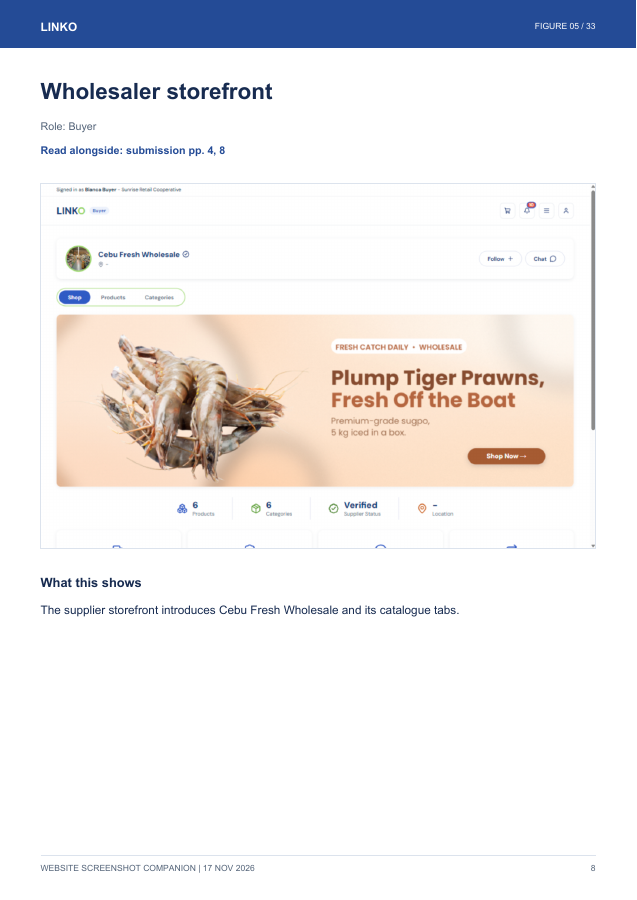 LINKO
FIGURE 05 / 33
Wholesaler storefront
Role: Buyer
Read alongside: submission pp. 4, 8
Signed in as Bianca Buyer - Sunrise Retail Cooperative
LINKO Buyer
Cebu Fresh Wholesale
-
Follow +
Chat
Shop Products Categories
FRESH CATCH DAILY • WHOLESALE
Plump Tiger Prawns,
Fresh Off the Boat
Premium-grade sugpo,
5 kg iced in a box.
Shop Now →
6
Products
6
Categories
Verified
Supplier Status
-
Location
What this shows
The supplier storefront introduces Cebu Fresh Wholesale and its catalogue tabs.
WEBSITE SCREENSHOT COMPANION | 17 NOV 2026
8